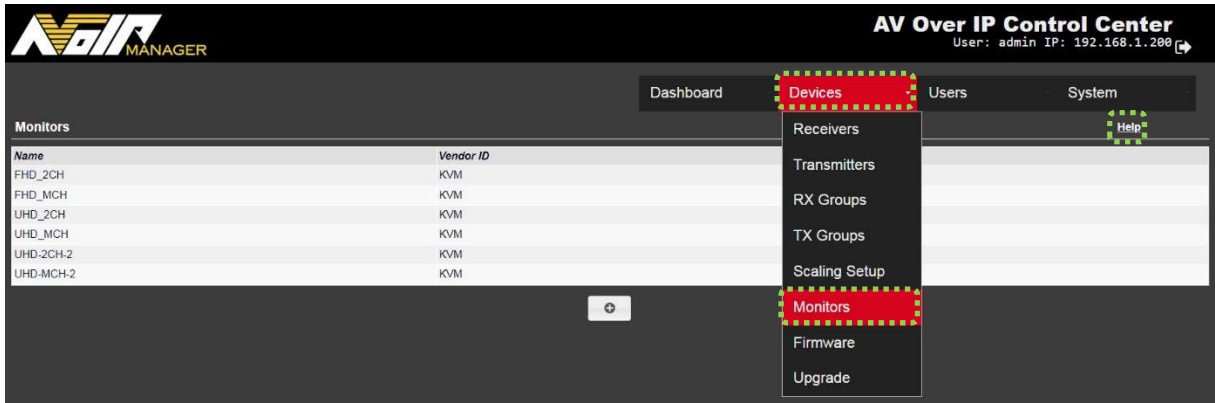 AVoIP MANAGER
AV Over IP Control Center
User: admin IP: 192.168.1.200
Dashboard Devices Users System
Monitors
Help
Name Vendor ID
FHD_2CH KVM
FHD_MCH KVM
UHD_2CH KVM
UHD_MCH KVM
UHD-2CH-2 KVM
UHD-MCH-2 KVM
Receivers
Transmitters
RX Groups
TX Groups
Scaling Setup
Monitors
Firmware
Upgrade